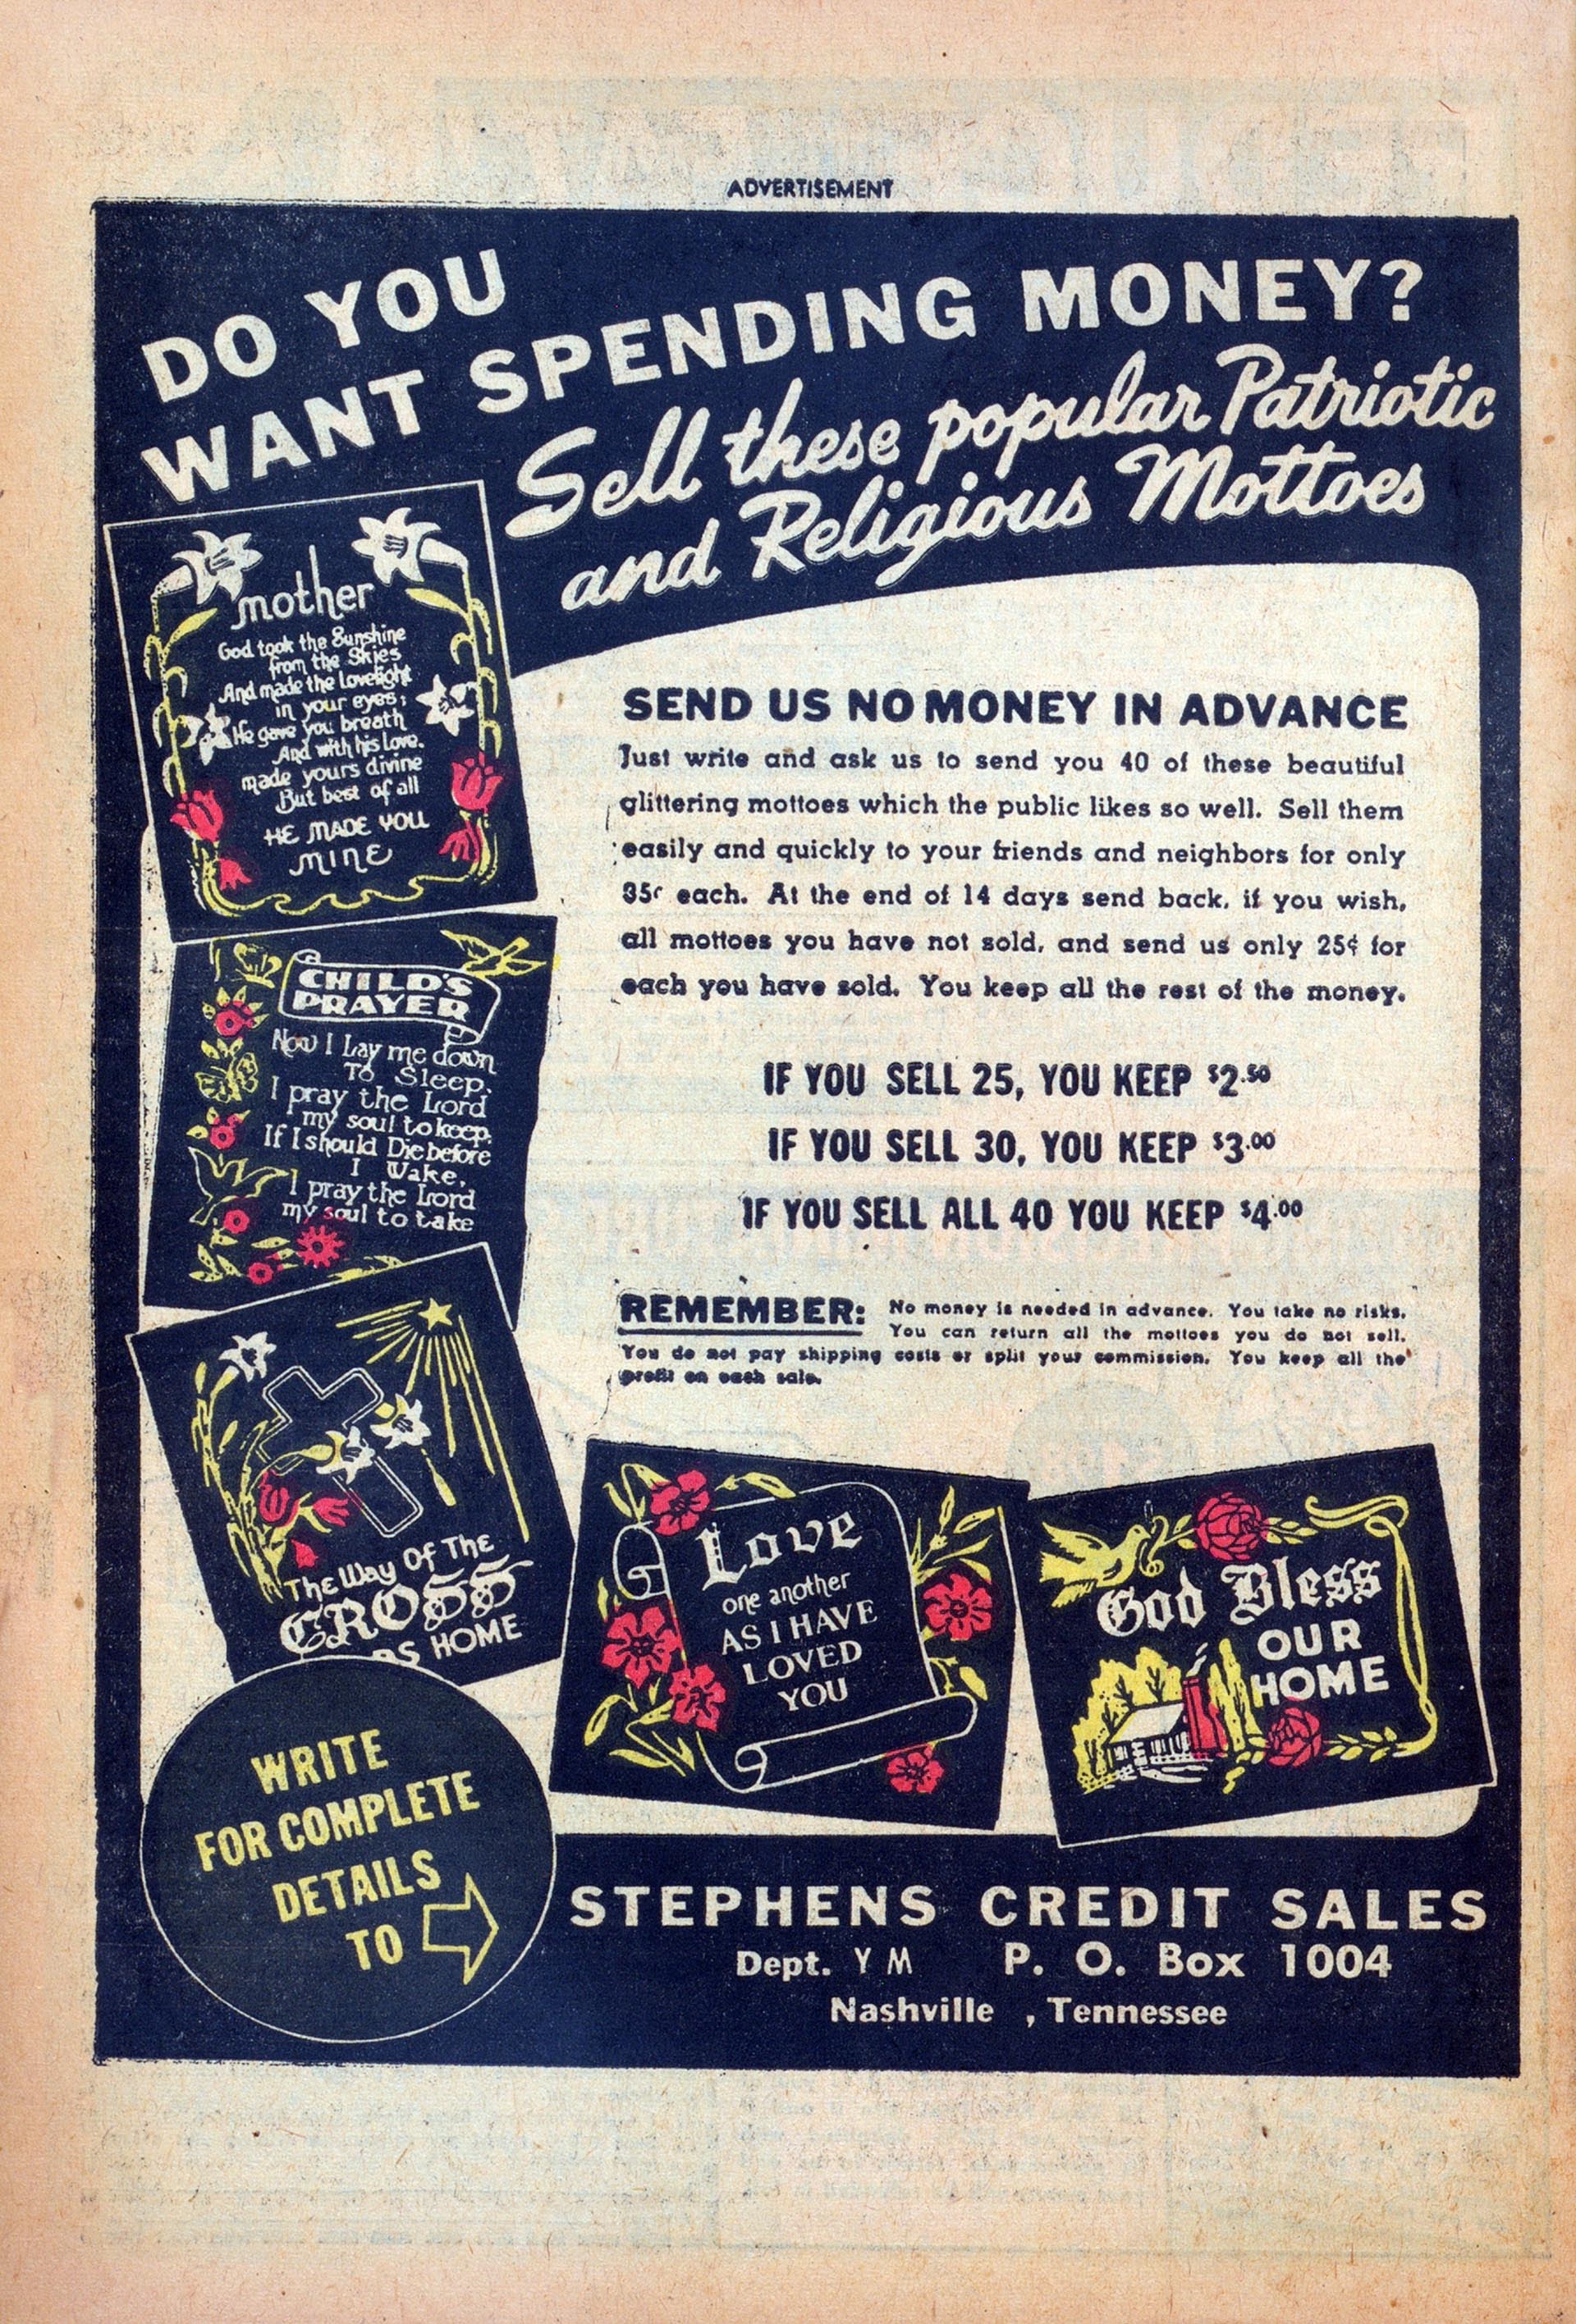 ADVERTISEMENT
DO YOU
WANT SPENDING MONEY?
Sell these popular Patriotic
and Religious Mottoes
mother
God took the Sunshine
from the Skies
And made the Lovelight
in your eyes;
He gave you breath
And with his Love.
made yours divine
But best of all
HE MADE YOU
MINE
CHILD'S
PRAYER
Now I Lay me down
To Sleep,
I pray the Lord
my soul to keep,
If I should Die before
I Wake,
I pray the Lord
my soul to take
The Way Of The
CROSS
DS HOME
SEND US NO MONEY IN ADVANCE
Just write and ask us to send you 40 of these beautiful
glittering mottoes which the public likes so well. Sell them
easily and quickly to your friends and neighbors for only
35¢ each. At the end of 14 days send back, if you wish,
all mottoes you have not sold, and send us only 25¢ for
each you have sold. You keep all the rest of the money.
IF YOU SELL 25, YOU KEEP $2.50
IF YOU SELL 30, YOU KEEP $3.00
IF YOU SELL ALL 40 YOU KEEP $4.00
REMEMBER: No money is needed in advance. You take no risks.
You can return all the mottoes you do not sell.
You do not pay shipping costs or split your commission. You keep all the
profit on each sale.
Love
one another
AS I HAVE
LOVED
YOU
God Bless
OUR
HOME
WRITE
FOR COMPLETE
DETAILS
TO
STEPHENS CREDIT SALES
Dept. Y M P. O. Box 1004
Nashville , Tennessee